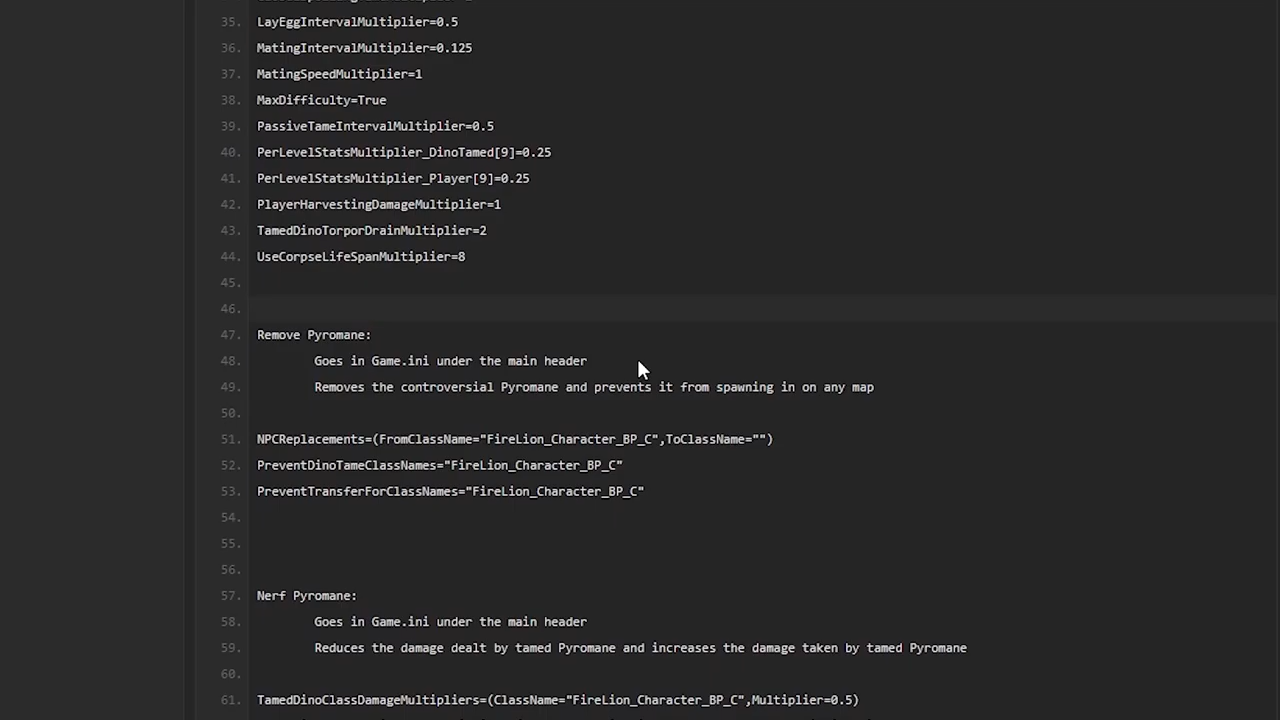 35. LayEggIntervalMultiplier=0.5
36. MatingIntervalMultiplier=0.125
37. MatingSpeedMultiplier=1
38. MaxDifficulty=True
39. PassiveTameIntervalMultiplier=0.5
40. PerLevelStatsMultiplier_DinoTamed[9]=0.25
41. PerLevelStatsMultiplier_Player[9]=0.25
42. PlayerHarvestingDamageMultiplier=1
43. TamedDinoTorporDrainMultiplier=2
44. UseCorpseLifeSpanMultiplier=8
45.
46.
47. Remove Pyromane:
48. Goes in Game.ini under the main header
49. Removes the controversial Pyromane and prevents it from spawning in on any map
50.
51. NPCReplacements=(FromClassName="FireLion_Character_BP_C",ToClassName="")
52. PreventDinoTameClassNames="FireLion_Character_BP_C"
53. PreventTransferForClassNames="FireLion_Character_BP_C"
54.
55.
56.
57. Nerf Pyromane:
58. Goes in Game.ini under the main header
59. Reduces the damage dealt by tamed Pyromane and increases the damage taken by tamed Pyromane
60.
61. TamedDinoClassDamageMultipliers=(ClassName="FireLion_Character_BP_C",Multiplier=0.5)